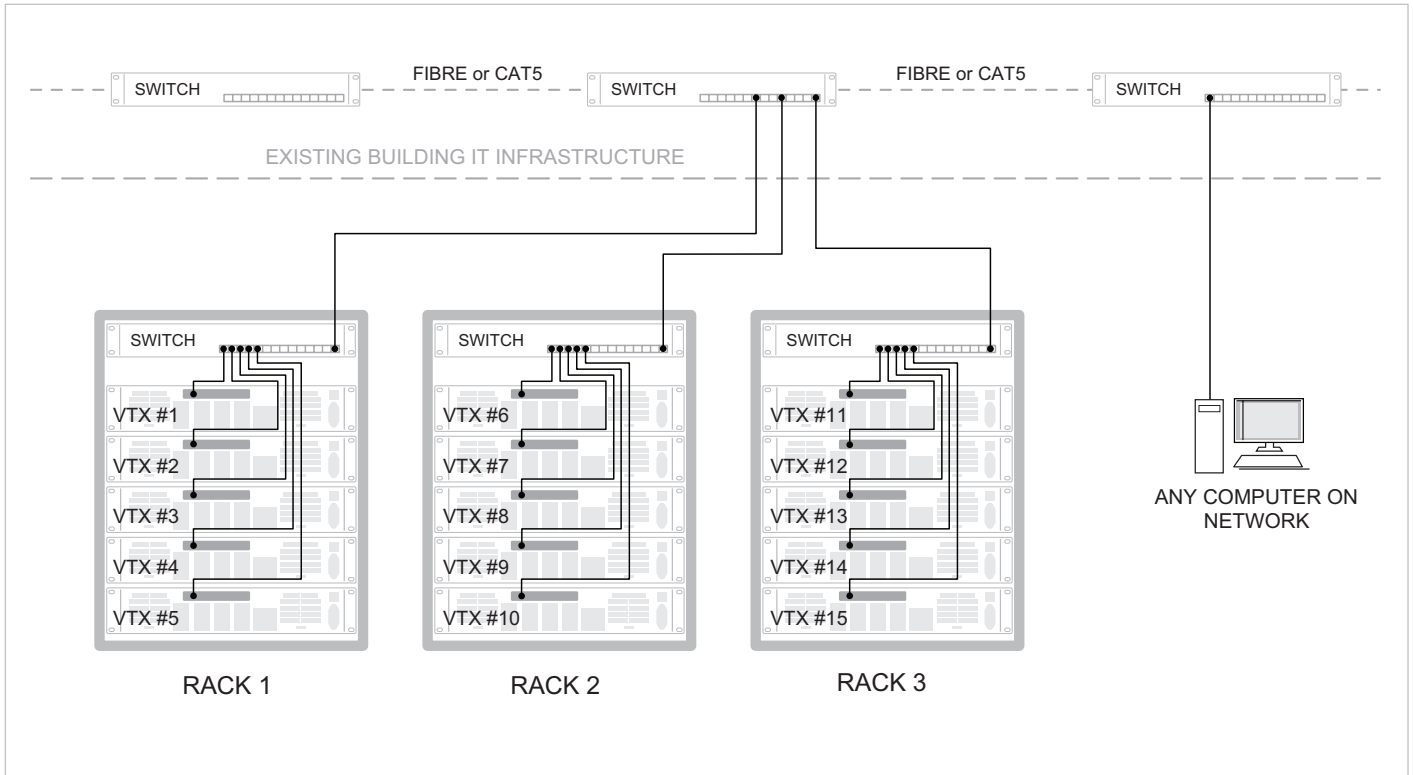 SWITCH
FIBRE or CAT5
SWITCH
FIBRE or CAT5
SWITCH
EXISTING BUILDING IT INFRASTRUCTURE
SWITCH
VTX #1
VTX #2
VTX #3
VTX #4
VTX #5
RACK 1
SWITCH
VTX #6
VTX #7
VTX #8
VTX #9
VTX #10
RACK 2
SWITCH
VTX #11
VTX #12
VTX #13
VTX #14
VTX #15
RACK 3
ANY COMPUTER ON
NETWORK